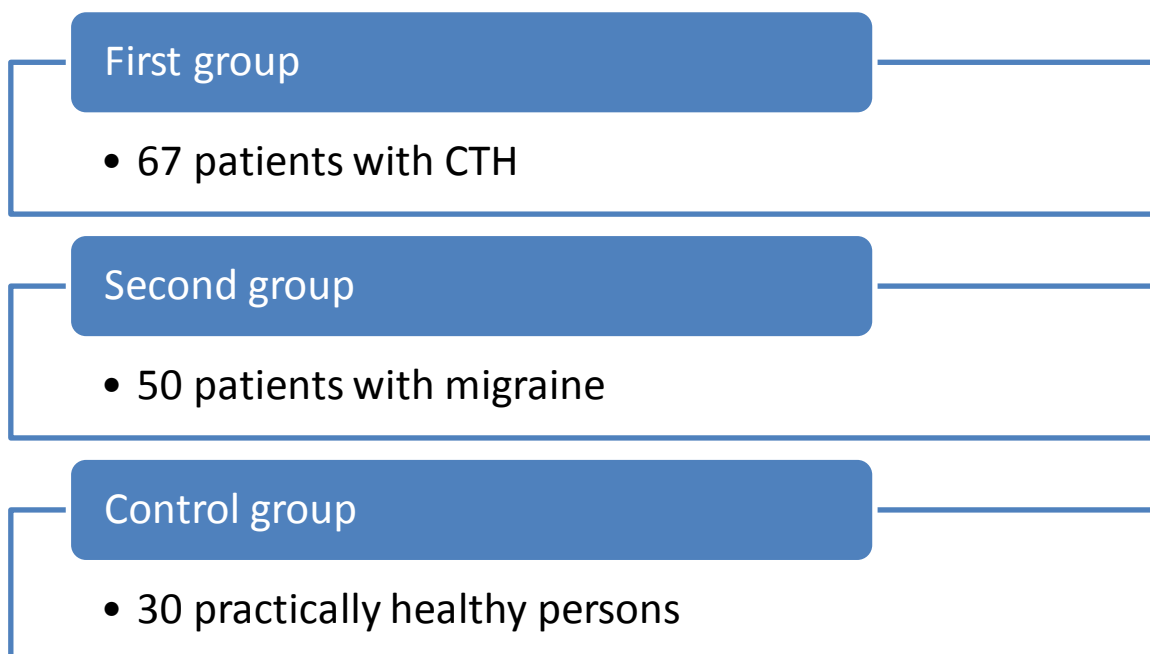 First group
• 67 patients with CTH
Second group
• 50 patients with migraine
Control group
• 30 practically healthy persons